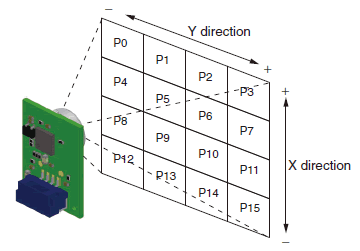 −
Y direction
+
P0 P1 P2 P3
+
P4 P5 P6 P7
P8 P9 P10 P11
X direction
P12 P13 P14 P15
−